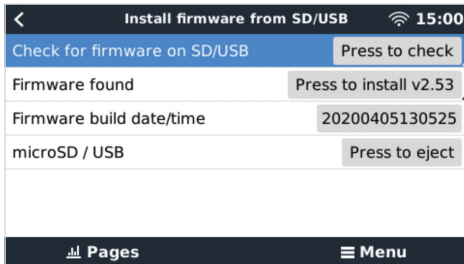 Install firmware from SD/USB 15:00
Check for firmware on SD/USB Press to check
Firmware found Press to install v2.53
Firmware build date/time 20200405130525
microSD / USB Press to eject
Pages Menu